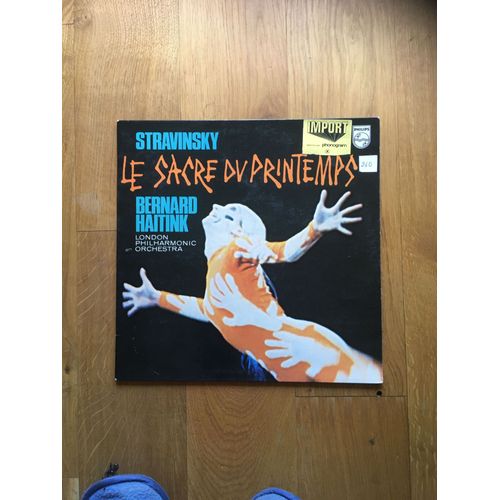 STRAVINSKY
IMPORT
phonogram
PHILIPS
LE SACRE DU PRINTEMPS
BERNARD
HAITINK
LONDON
PHILHARMONIC
ORCHESTRA